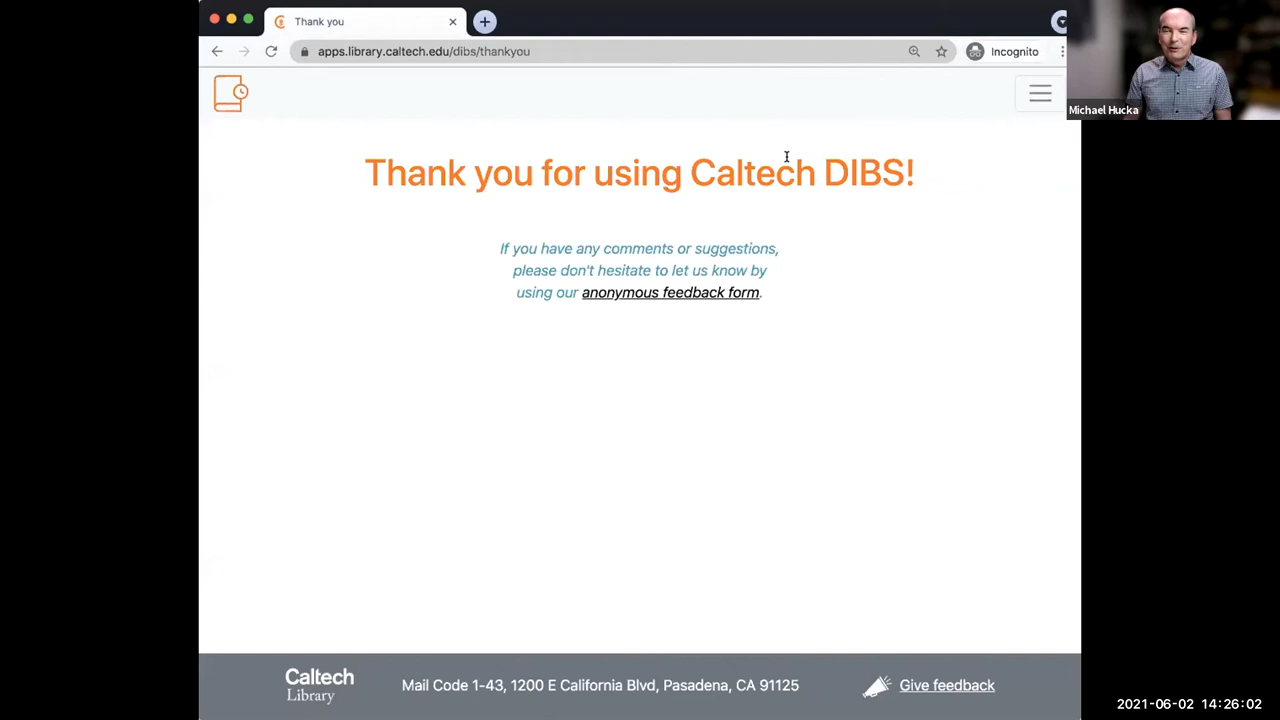 Thank you
apps.library.caltech.edu/dibs/thankyou
Incognito
Michael Hucka
Thank you for using Caltech DIBS!
If you have any comments or suggestions,
please don't hesitate to let us know by
using our anonymous feedback form.
Caltech
Library
Mail Code 1-43, 1200 E California Blvd, Pasadena, CA 91125
Give feedback
2021-06-02 14:26:02